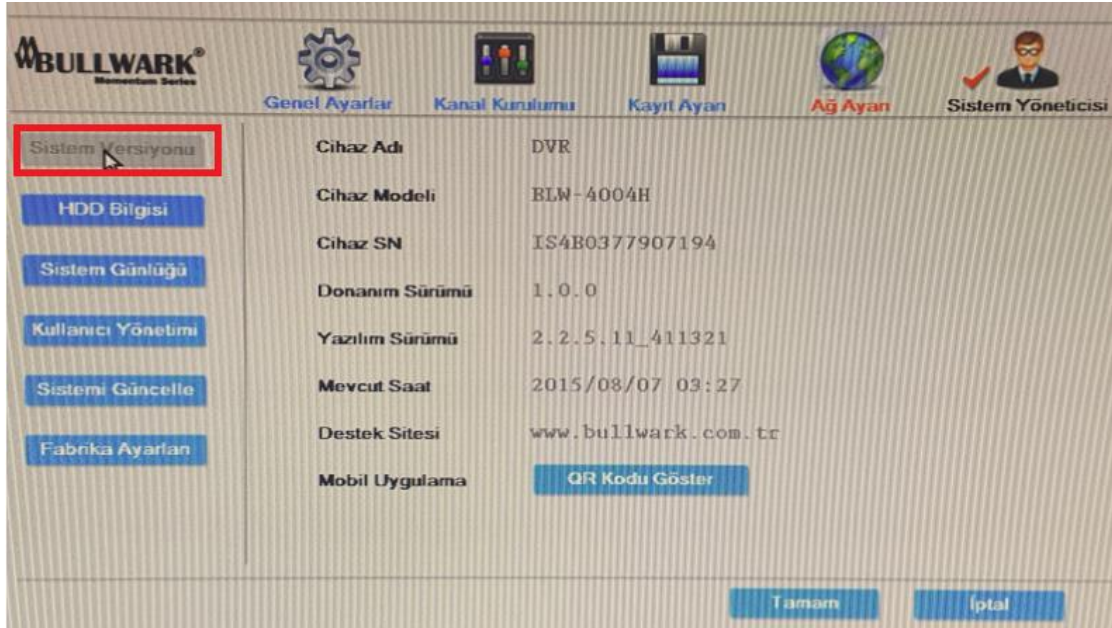 BULLWARK®
Momentum Series
Genel Ayarlar
Kanal Kurulumu
Kayıt Ayarı
Ağ Ayarı
Sistem Yöneticisi
Sistem Versiyonu
HDD Bilgisi
Sistem Günlüğü
Kullanıcı Yönetimi
Sistemi Güncelle
Fabrika Ayarları
Cihaz Adı DVR
Cihaz Modeli BLW-4004H
Cihaz SN IS4B0377907194
Donanım Sürümü 1.0.0
Yazılım Sürümü 2.2.5.11_411321
Mevcut Saat 2015/08/07 03:27
Destek Sitesi www.bullwark.com.tr
Mobil Uygulama QR Kodu Göster
Tamam İptal